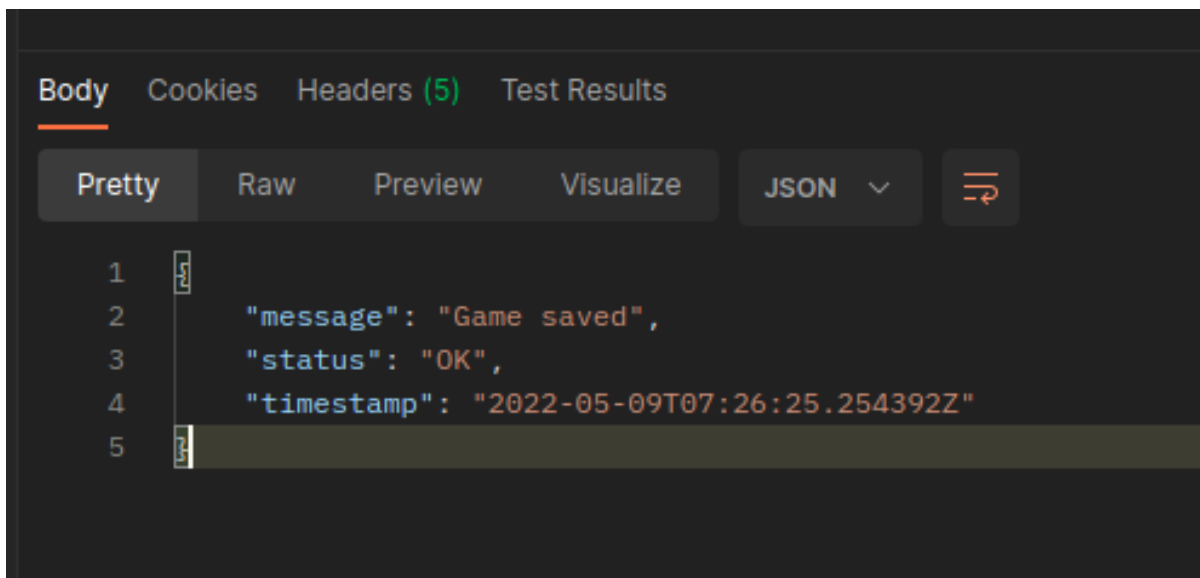 Body Cookies Headers (5) Test Results
Pretty Raw Preview Visualize JSON
1 {
2 "message": "Game saved",
3 "status": "OK",
4 "timestamp": "2022-05-09T07:26:25.254392Z"
5 }